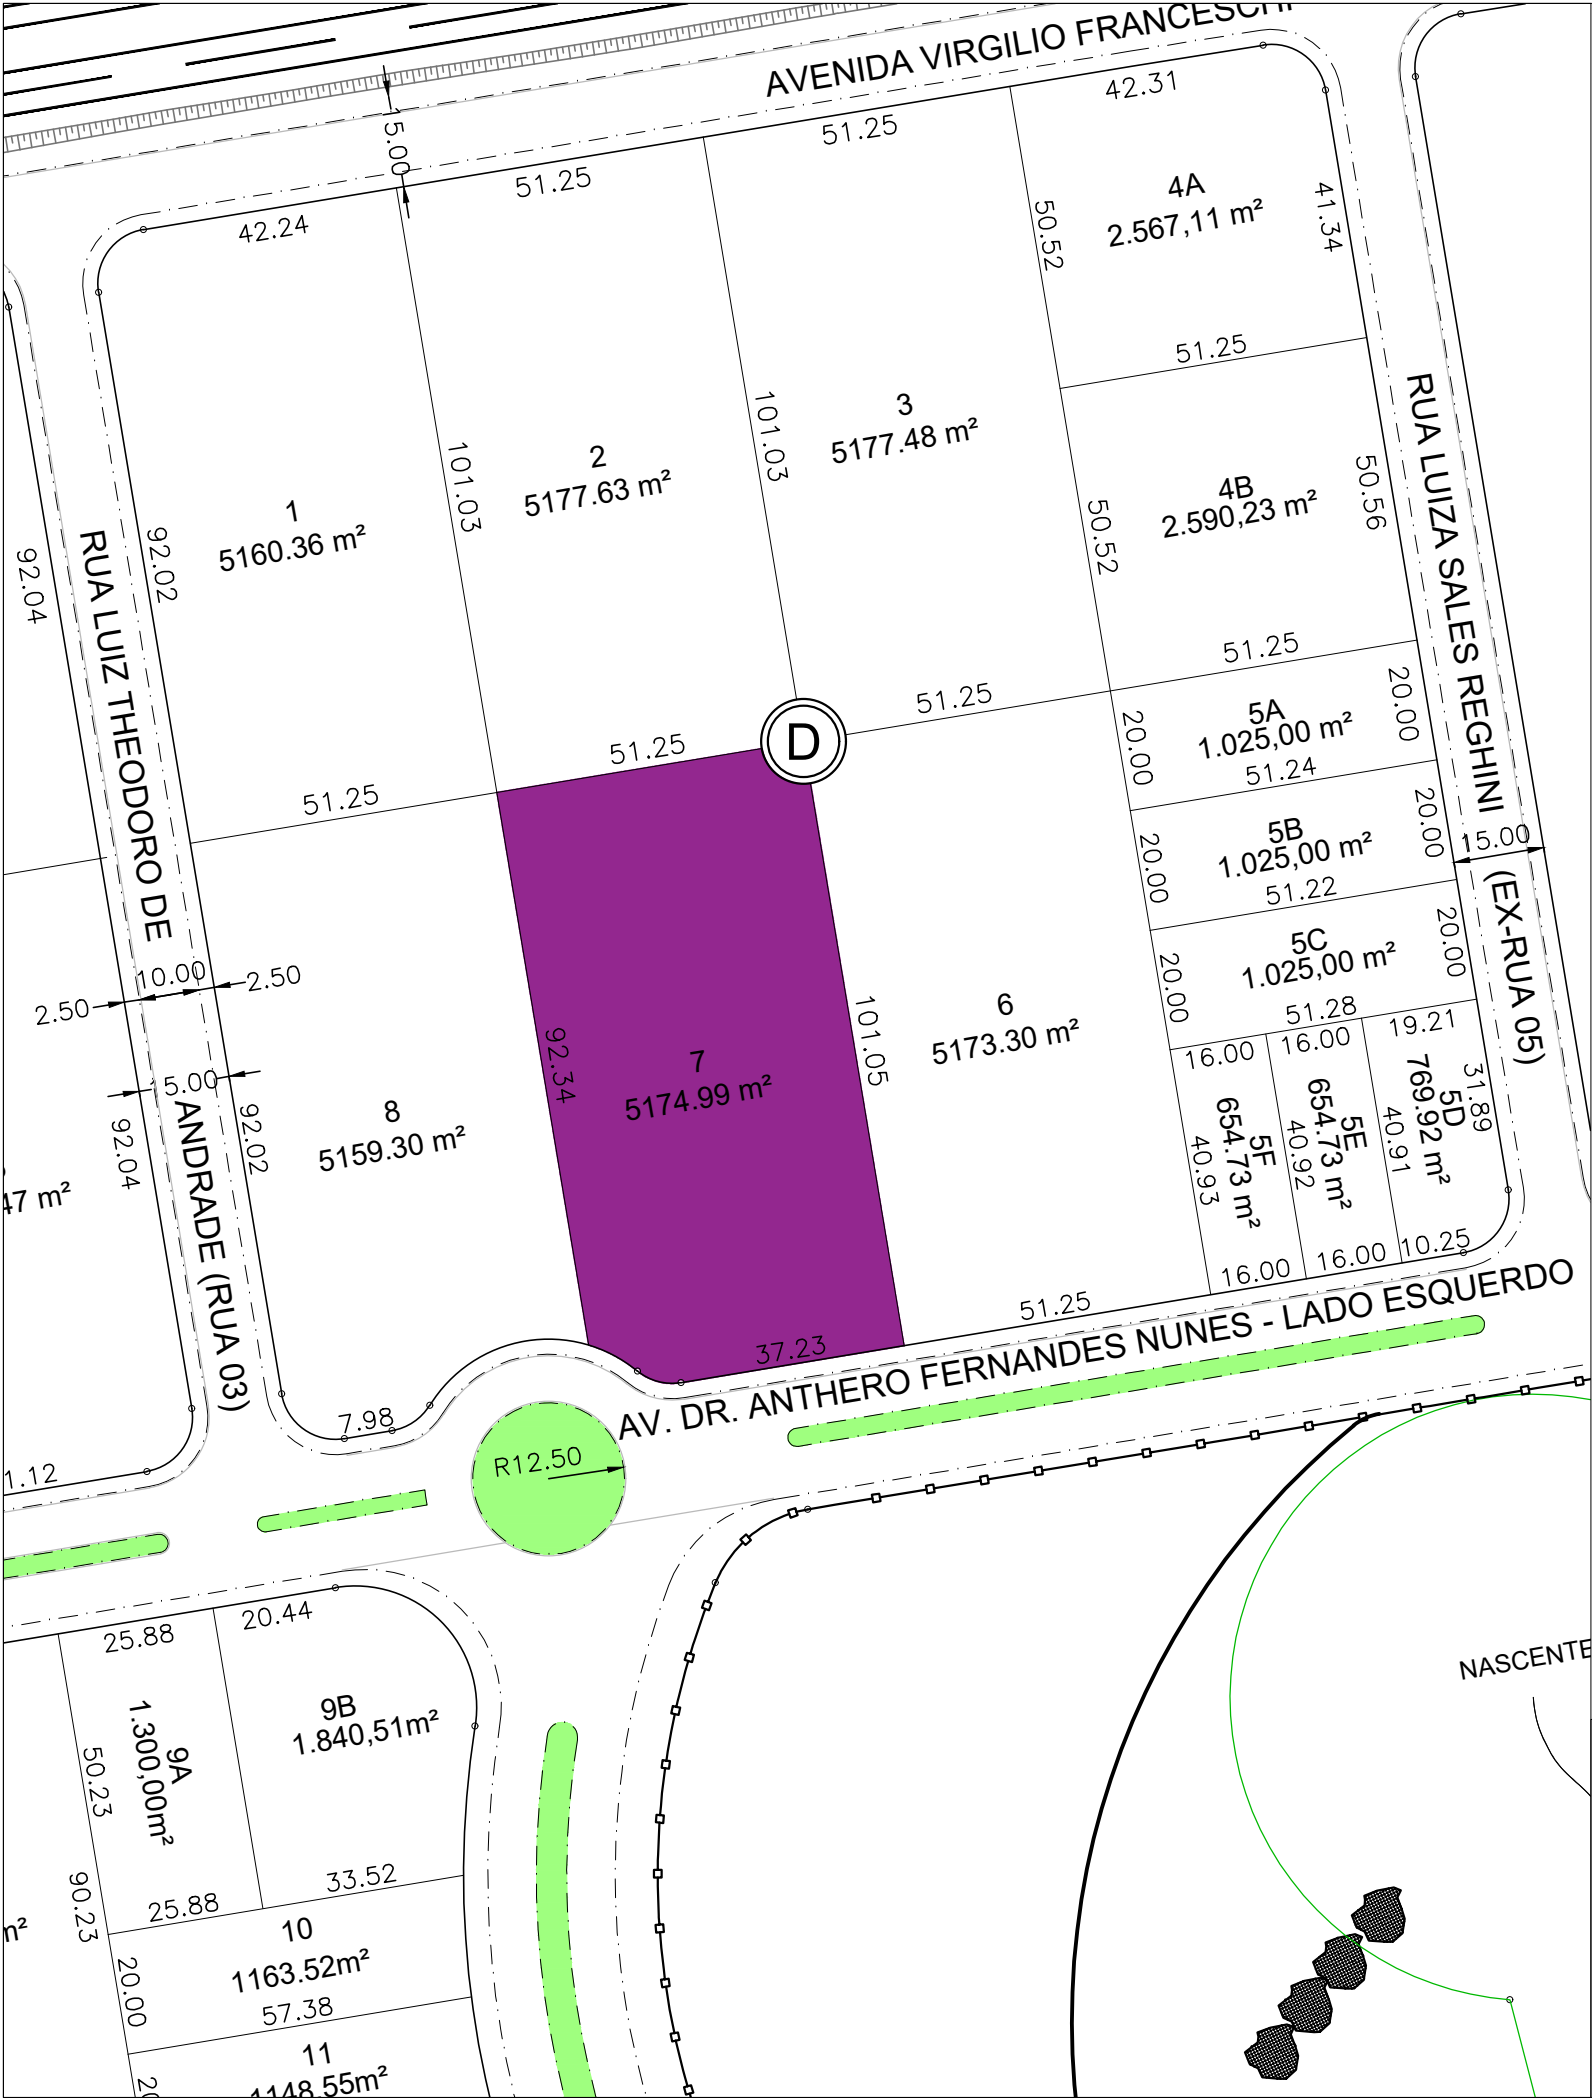 AVENIDA VIRGILIO FRANCESCHI
15.00
42.31
51.25
51.25
42.24
4A
2.567,11 m²
50.52
41.34
51.25
1
5160.36 m²
2
5177.63 m²
3
5177.48 m²
4B
2.590,23 m²
101.03
101.03
50.52
50.56
92.04
92.02
RUA LUIZ THEODORO DE
ANDRADE (RUA 03)
RUA LUIZA SALES REGHINI
(EX-RUA 05)
51.25
51.25
51.25
51.25
D
5A
1.025,00 m²
20.00
20.00
51.24
5B
1.025,00 m²
20.00
20.00
15.00
51.22
5C
1.025,00 m²
20.00
20.00
51.28
10.00
2.50
2.50
15.00
92.04
92.02
8
5159.30 m²
92.34
7
5174.99 m²
101.05
6
5173.30 m²
16.00
16.00
19.21
5F
654.73 m²
40.93
5E
654.73 m²
40.92
5D
769.92 m²
40.91
31.89
47 m²
16.00
16.00
10.25
51.25
37.23
7.98
AV. DR. ANTHERO FERNANDES NUNES - LADO ESQUERDO
R12.50
1.12
25.88
20.44
9A
1.300,00m²
50.23
9B
1.840,51m²
NASCENTE
90.23
25.88
33.52
m²
10
1163.52m²
20.00
57.38
11
1148.55m²
20